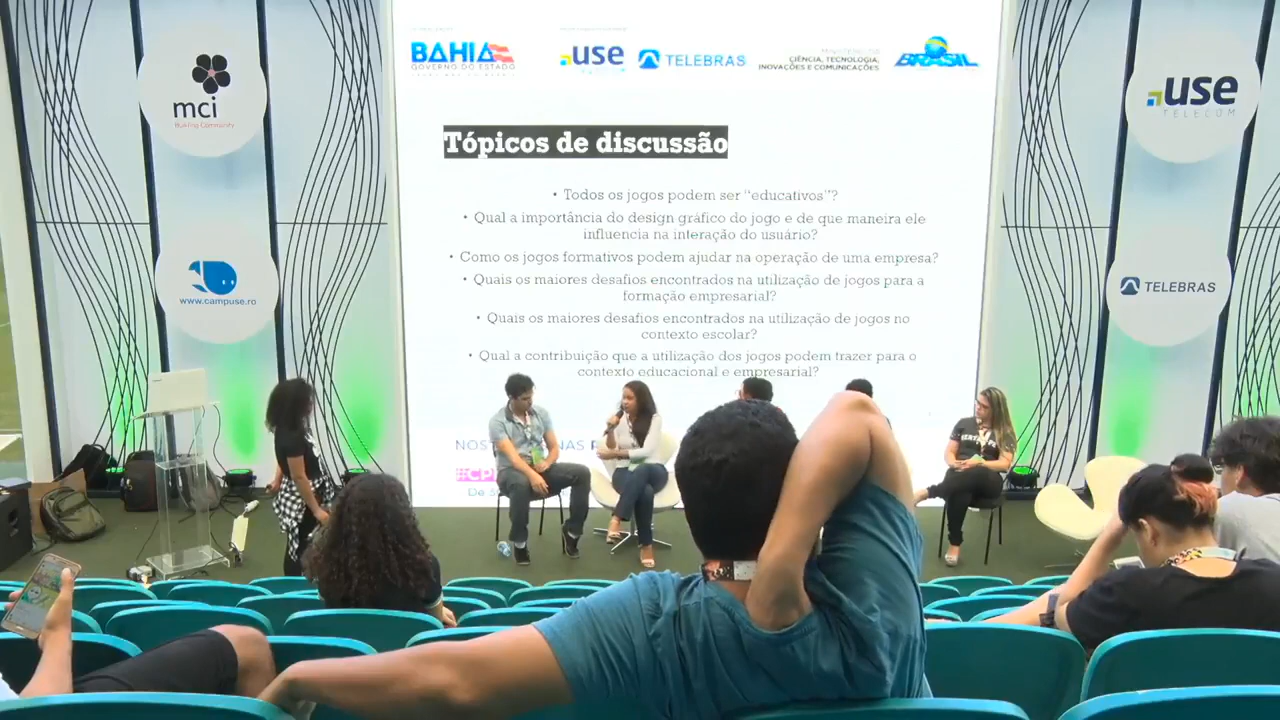 BAHIA
GOVERNO DO ESTADO
use
TELEBRAS
CIÊNCIA, TECNOLOGIA,
INOVAÇÕES E COMUNICAÇÕES
BRASIL
mci
Building Community
www.campuse.ro
use
TELECOM
TELEBRAS
Tópicos de discussão
• Todos os jogos podem ser “educativos”?
• Qual a importância do design gráfico do jogo e de que maneira ele
influencia na interação do usuário?
• Como os jogos formativos podem ajudar na operação de uma empresa?
• Quais os maiores desafios encontrados na utilização de jogos para a
formação empresarial?
• Quais os maiores desafios encontrados na utilização de jogos no
contexto escolar?
• Qual a contribuição que a utilização dos jogos podem trazer para o
contexto educacional e empresarial?
#CP